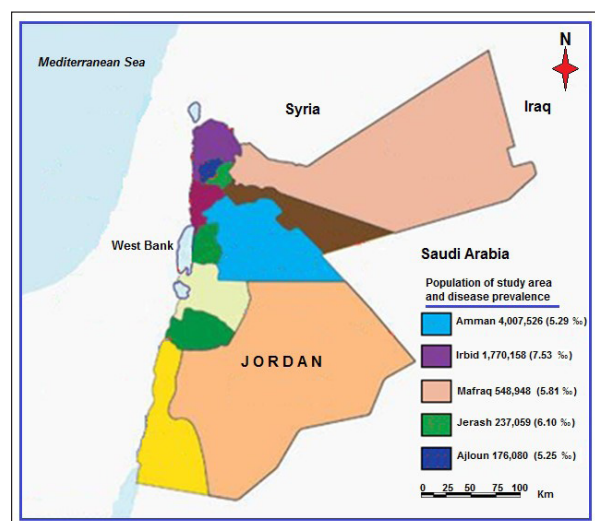 N
Mediterranean Sea
Syria
Iraq
West Bank
Saudi Arabia
Population of study area
and disease prevalence
Amman 4,007,526 (5.29 ‰)
Irbid 1,770,158 (7.53 ‰)
JORDAN
Mafraq 548,948 (5.81 ‰)
Jerash 237,059 (6.10 ‰)
Ajloun 176,080 (5.25 ‰)
0 25 50 75 100
Km